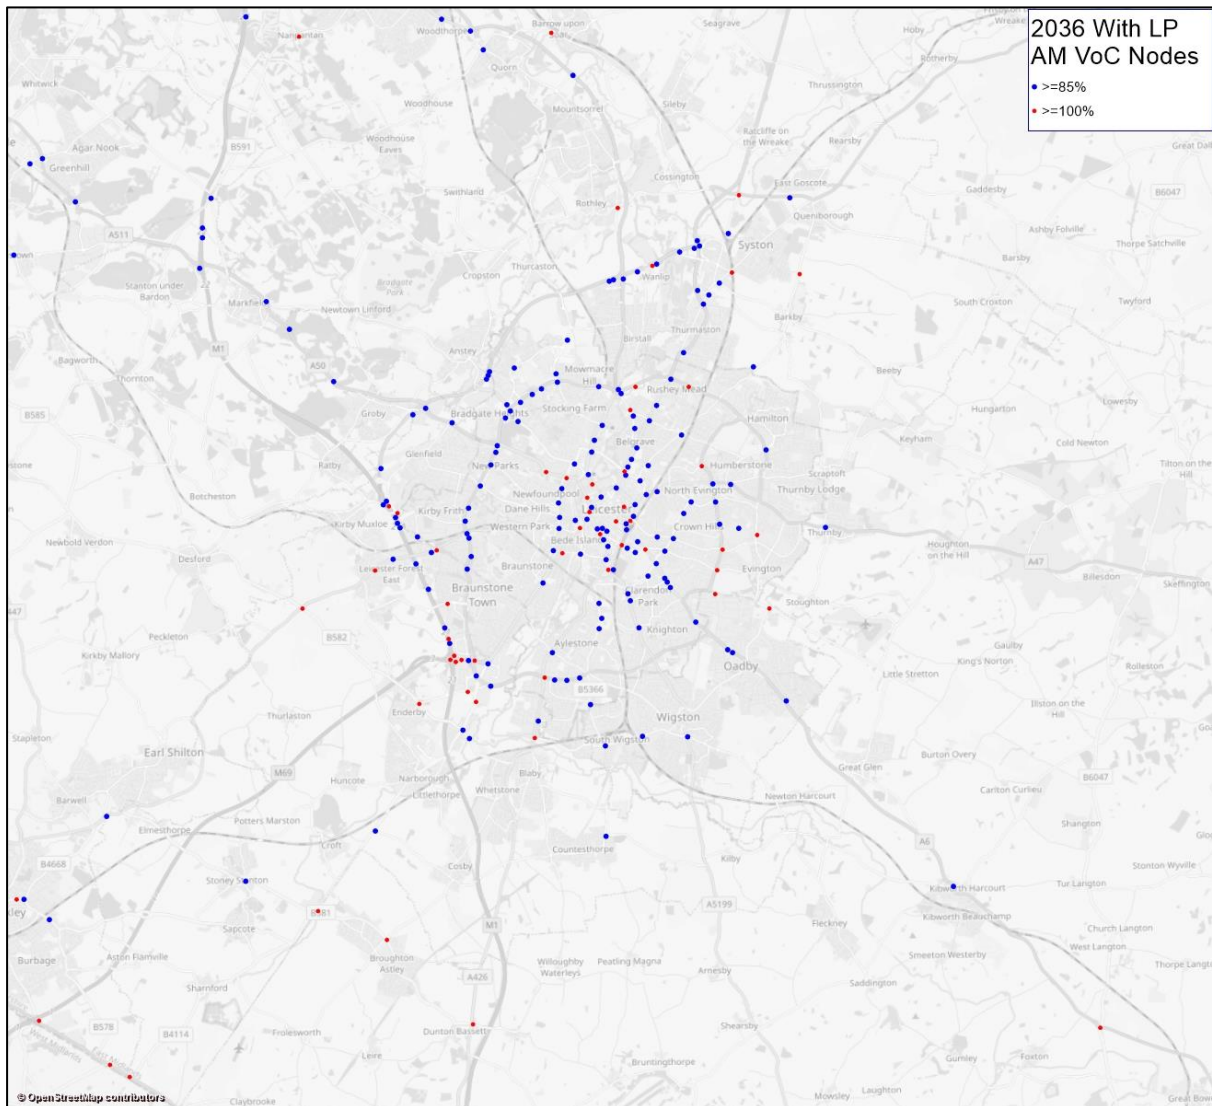 2036 With LP
AM VoC Nodes
>=85%
>=100%
Nanpantan
Woodthorpe
Barrow upon
Soar
Seagrave
Hoby
Wreake
Rotherby
Whitwick
Quorn
Thrussington
Woodhouse
Mountsorrel
Sileby
Ratcliffe on
the Wreake
Rearsby
Agar Nook
Greenhill
B591
Woodhouse
Eaves
Cossington
East Goscote
Great Dal
Swithland
Rothley
Queniborough
Gaddesby
B6047
A511
Syston
Ashby Folville
Thorpe Satchville
Stanton under
Bardon
22
Cropston
Thurcaston
Wanlip
Barsby
Bradgate
Park
Markfield
Newtown Linford
Barkby
South Croxton
Twyford
Thurmaston
Birstall
M1
A50
Anstey
Bagworth
Thornton
Mowmacre
Hill
Rushey Mead
Beeby
B585
Groby
Bradgate Heights
Stocking Farm
Hamilton
Hungarton
Lowesby
Belgrave
Keyham
Cold Newton
Ratby
Glenfield
New Parks
Humberstone
Scraptoft
Tilton on the
Hill
Botcheston
Newfoundpool
North Evington
Thurnby Lodge
Dane Hills
Leicester
Kirby Muxloe
Kirby Frith
Western Park
Crown Hills
Newbold Verdon
Bede Island
Thurnby
Houghton
on the Hill
A47
Desford
Leicester Forest
East
Braunstone
Evington
Billesdon
Skeffington
Braunstone
Town
Clarendon
Park
Stoughton
Peckleton
B582
Knighton
Aylestone
Gaulby
Kirkby Mallory
Oadby
King's Norton
Rolleston
Little Stretton
B5366
Enderby
Illston on the
Hill
Thurlaston
Wigston
Stapleton
South Wigston
Earl Shilton
Burton Overy
Great Glen
M69
Blaby
Huncote
Narborough
Littlethorpe
Whetstone
B6047
Carlton Curlieu
Barwell
Newton Harcourt
Elmesthorpe
Potters Marston
Shangton
Croft
Countesthorpe
Kilby
A6
B4668
Cosby
Stonton Wyville
Stoney Stanton
Kibworth Harcourt
Tur Langton
A5199
B581
M1
Sapcote
Fleckney
Kibworth Beauchamp
Church Langton
West Langton
Burbage
Aston Flamville
Broughton
Astley
Willoughby
Waterleys
Peatling Magna
Arnesby
Smeeton Westerby
A426
Saddington
Sharnford
B578
B4114
Frolesworth
Dunton Bassett
Shearsby
Leire
Bruntingthorpe
Gumley
Foxton
Claybrooke
Mowsley
Laughton
© OpenStreetMap contributors